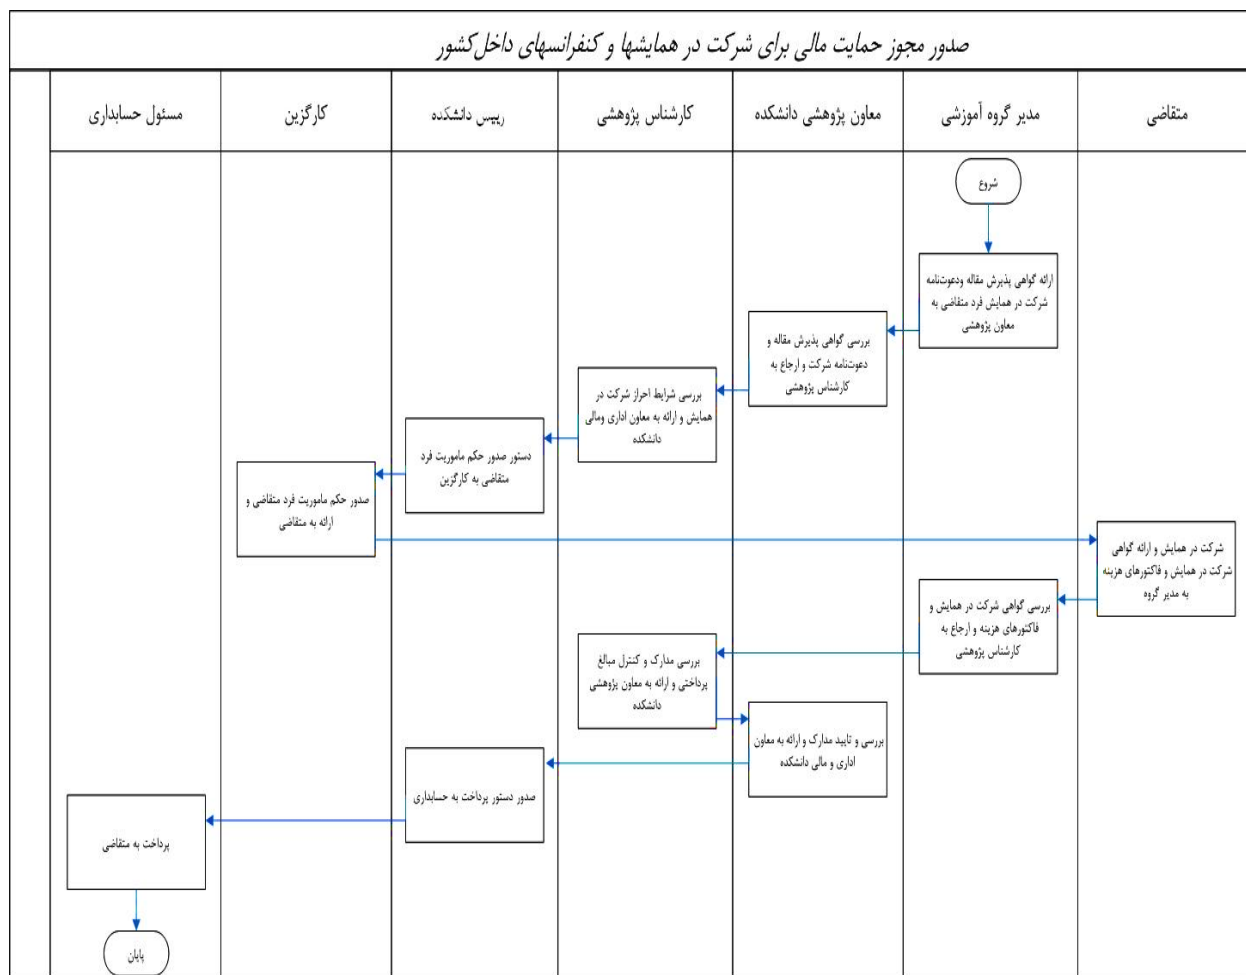 صدور مجوز حمایت مالی برای شرکت در همایشها و کنفرانسهای داخل‌کشور
متقاضی
مدیر گروه آموزشی
معاون پژوهشی دانشکده
کارشناس پژوهشی
رییس دانشکده
کارگزین
مسئول حسابداری
شروع
ارائه گواهی پذیرش مقاله ودعوت‌نامه
شرکت در همایش فرد متقاضی به
معاون پژوهشی
بررسی گواهی پذیرش مقاله و
دعوت‌نامه شرکت و ارجاع به
کارشناس پژوهشی
بررسی شرایط احراز شرکت در
همایش و ارائه به معاون اداری ومالی
دانشکده
دستور صدور حکم ماموریت فرد
متقاضی به کارگزین
صدور حکم ماموریت فرد متقاضی و
ارائه به متقاضی
شرکت در همایش و ارائه گواهی
شرکت در همایش و فاکتورهای هزینه
به مدیر گروه
بررسی گواهی شرکت در همایش و
فاکتورهای هزینه و ارجاع به
کارشناس پژوهشی
بررسی مدارک و کنترل مبالغ
پرداختی و ارائه به معاون پژوهشی
دانشکده
بررسی و تایید مدارک و ارائه به معاون
اداری و مالی دانشکده
صدور دستور پرداخت به حسابداری
پرداخت به متقاضی
پایان